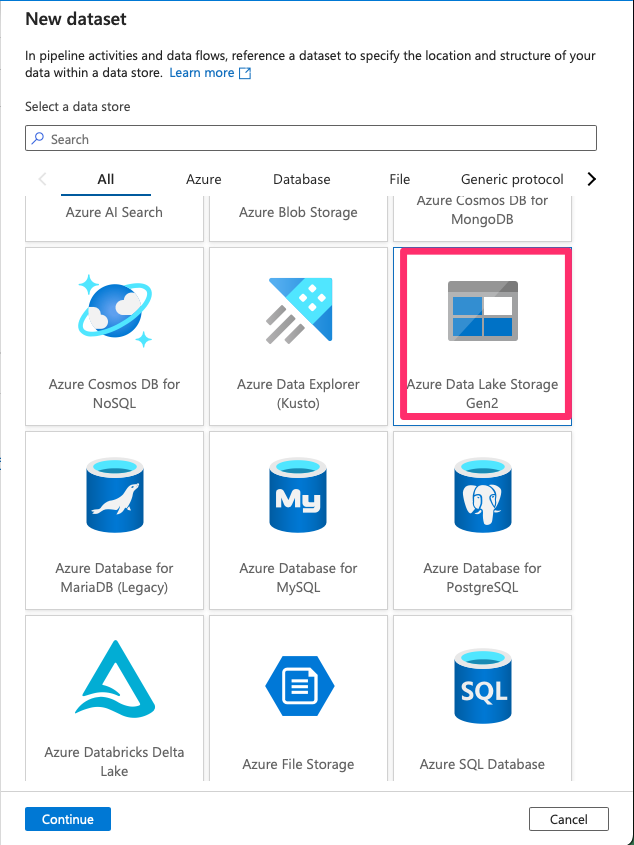 New dataset
In pipeline activities and data flows, reference a dataset to specify the location and structure of your
data within a data store. Learn more
Select a data store
Search
All Azure Database File Generic protocol
Azure AI Search
Azure Blob Storage
Azure Cosmos DB for
MongoDB
Azure Cosmos DB for
NoSQL
Azure Data Explorer
(Kusto)
Azure Data Lake Storage
Gen2
My
Azure Database for
MariaDB (Legacy)
Azure Database for
MySQL
Azure Database for
PostgreSQL
SQL
Azure Databricks Delta
Lake
Azure File Storage
Azure SQL Database
Continue
Cancel